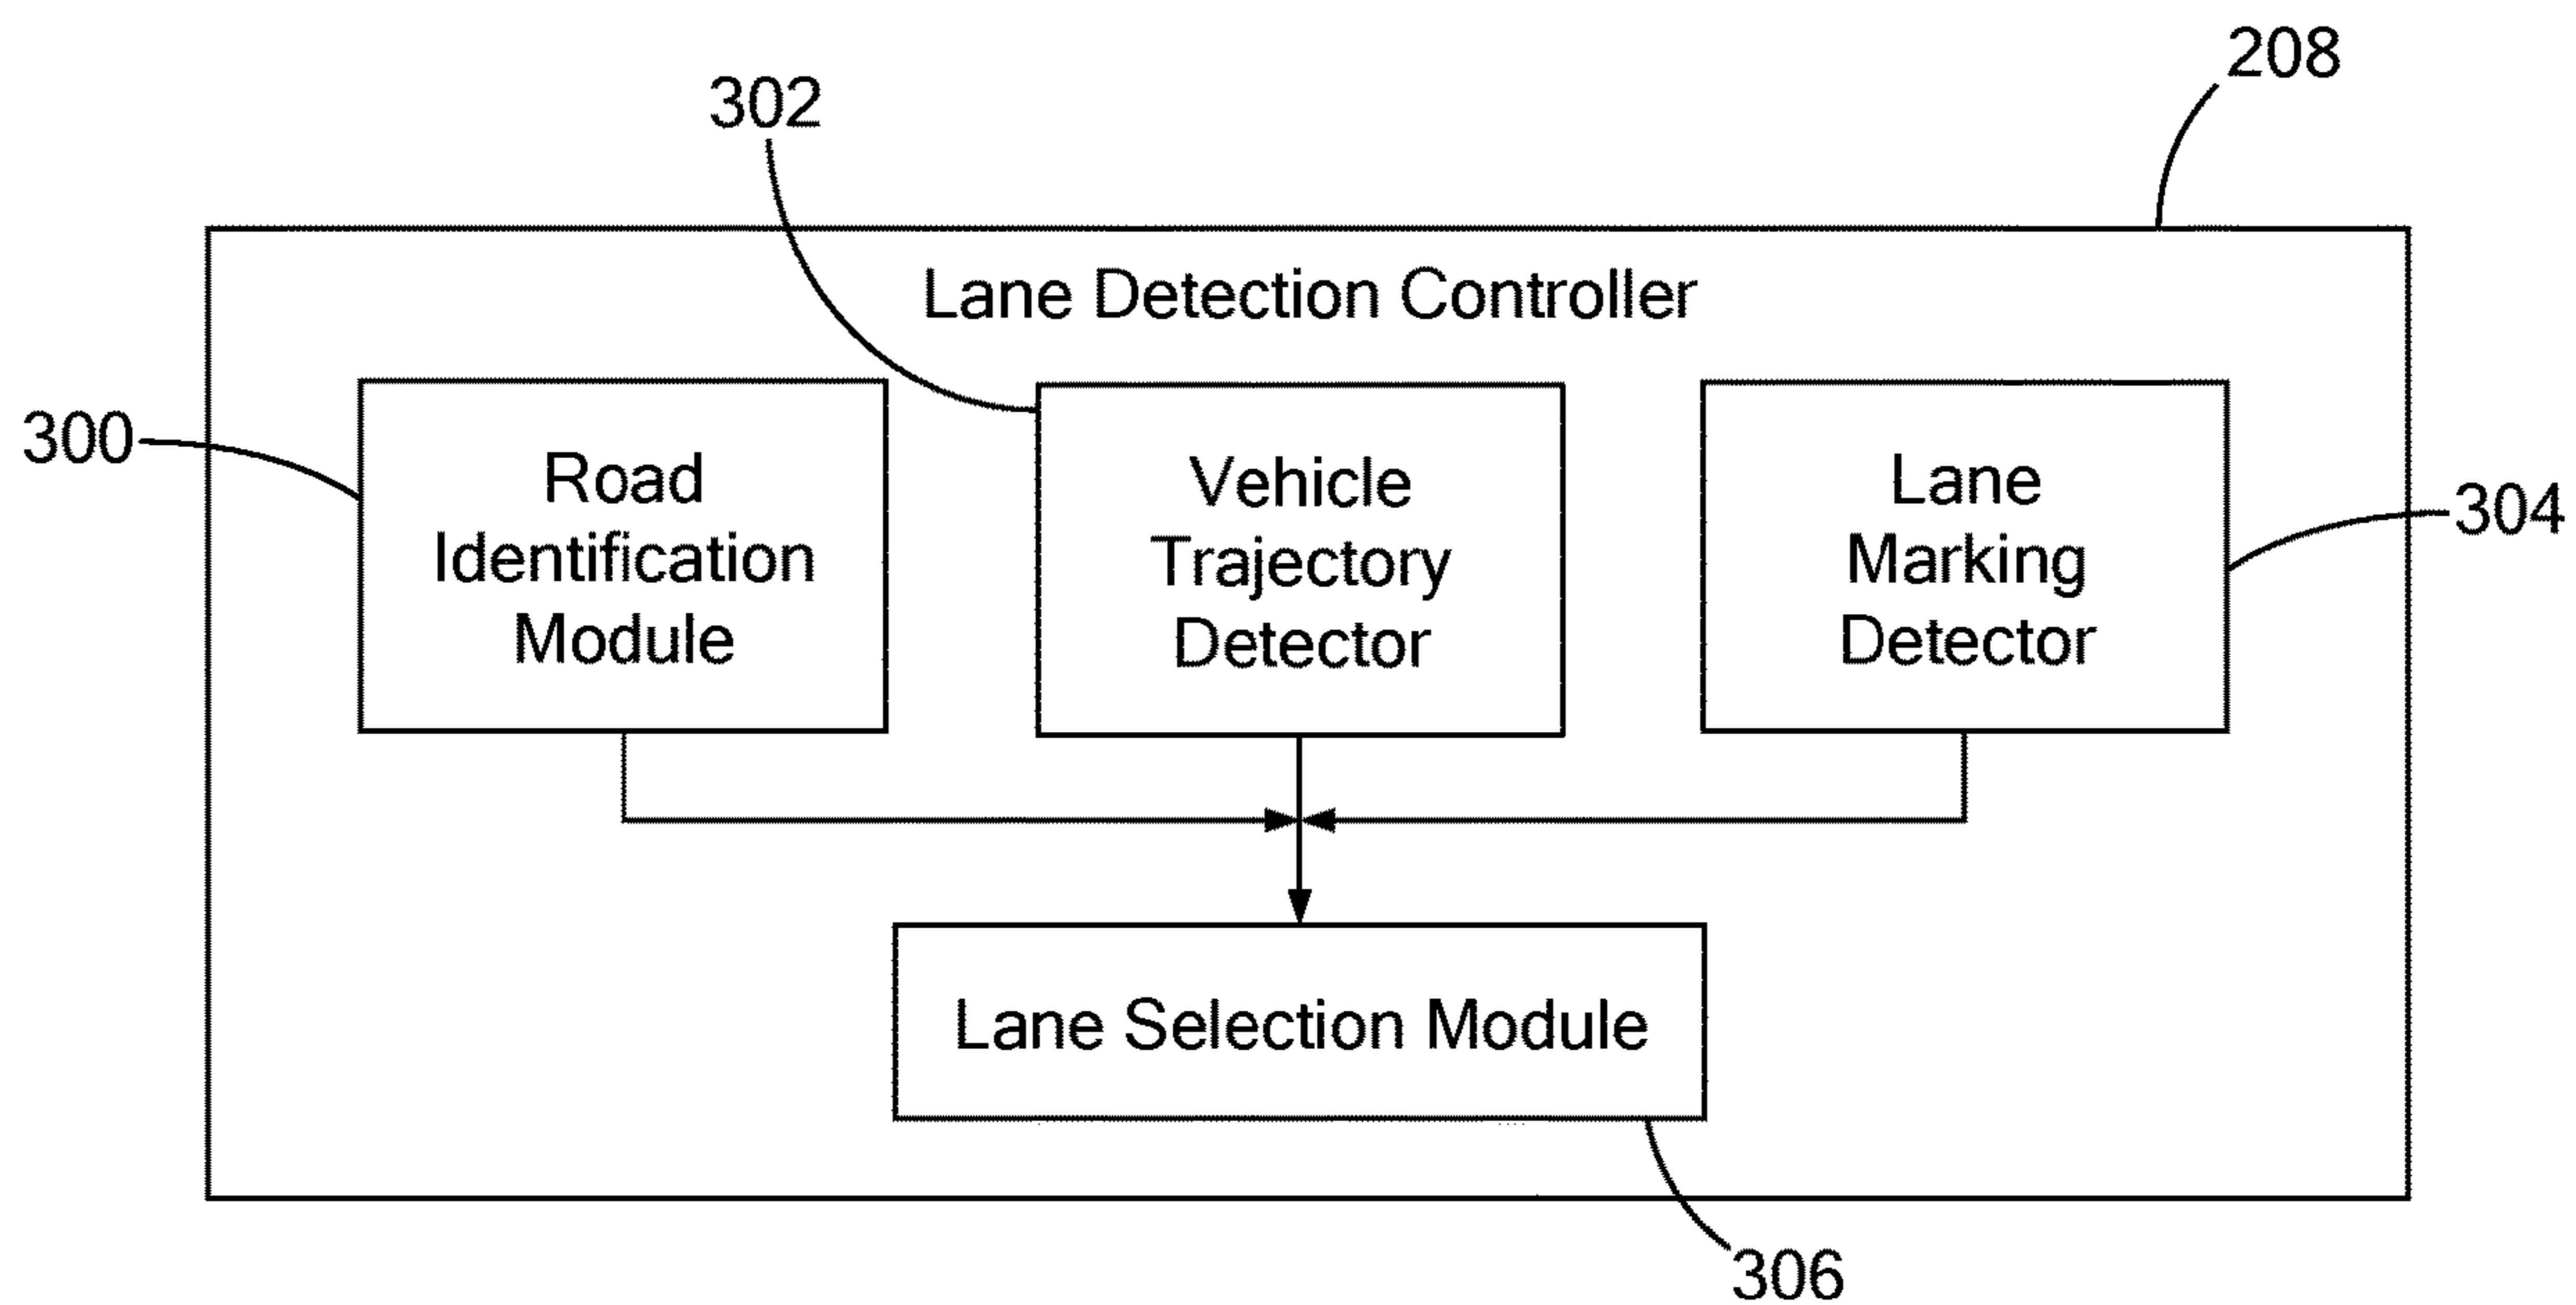 208
302
Lane Detection Controller
300
Road
Identification
Module
Vehicle
Trajectory
Detector
Lane
Marking
Detector
304
Lane Selection Module
306